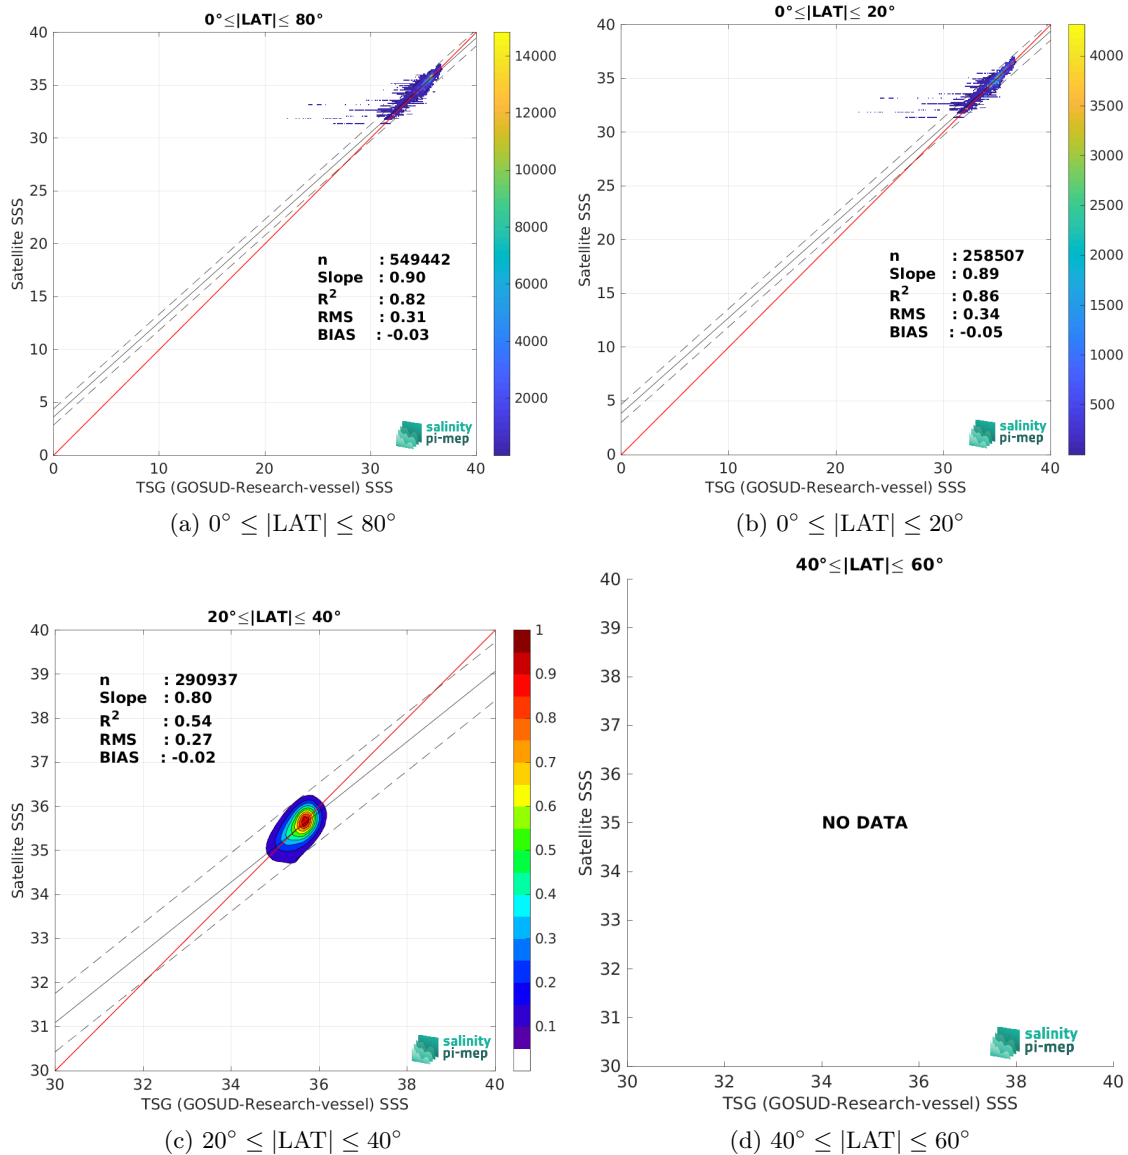 0°≤|LAT|≤ 80°
40
35
30
25
20
15
10
5
0
Satellite SSS
n : 549442
Slope : 0.90
R² : 0.82
RMS : 0.31
BIAS : -0.03
salinity
pi-mep
0 10 20 30 40
TSG (GOSUD-Research-vessel) SSS
14000
12000
10000
8000
6000
4000
2000
(a) 0° ≤ |LAT| ≤ 80°
0°≤|LAT|≤ 20°
40
35
30
25
20
15
10
5
0
Satellite SSS
n : 258507
Slope : 0.89
R² : 0.86
RMS : 0.34
BIAS : -0.05
salinity
pi-mep
0 10 20 30 40
TSG (GOSUD-Research-vessel) SSS
4000
3500
3000
2500
2000
1500
1000
500
(b) 0° ≤ |LAT| ≤ 20°
20°≤|LAT|≤ 40°
40
39
38
37
36
35
34
33
32
31
30
Satellite SSS
n : 290937
Slope : 0.80
R² : 0.54
RMS : 0.27
BIAS : -0.02
salinity
pi-mep
30 32 34 36 38 40
TSG (GOSUD-Research-vessel) SSS
1
0.9
0.8
0.7
0.6
0.5
0.4
0.3
0.2
0.1
(c) 20° ≤ |LAT| ≤ 40°
40°≤|LAT|≤ 60°
40
39
38
37
36
35
34
33
32
31
30
Satellite SSS
NO DATA
salinity
pi-mep
30 32 34 36 38 40
TSG (GOSUD-Research-vessel) SSS
(d) 40° ≤ |LAT| ≤ 60°